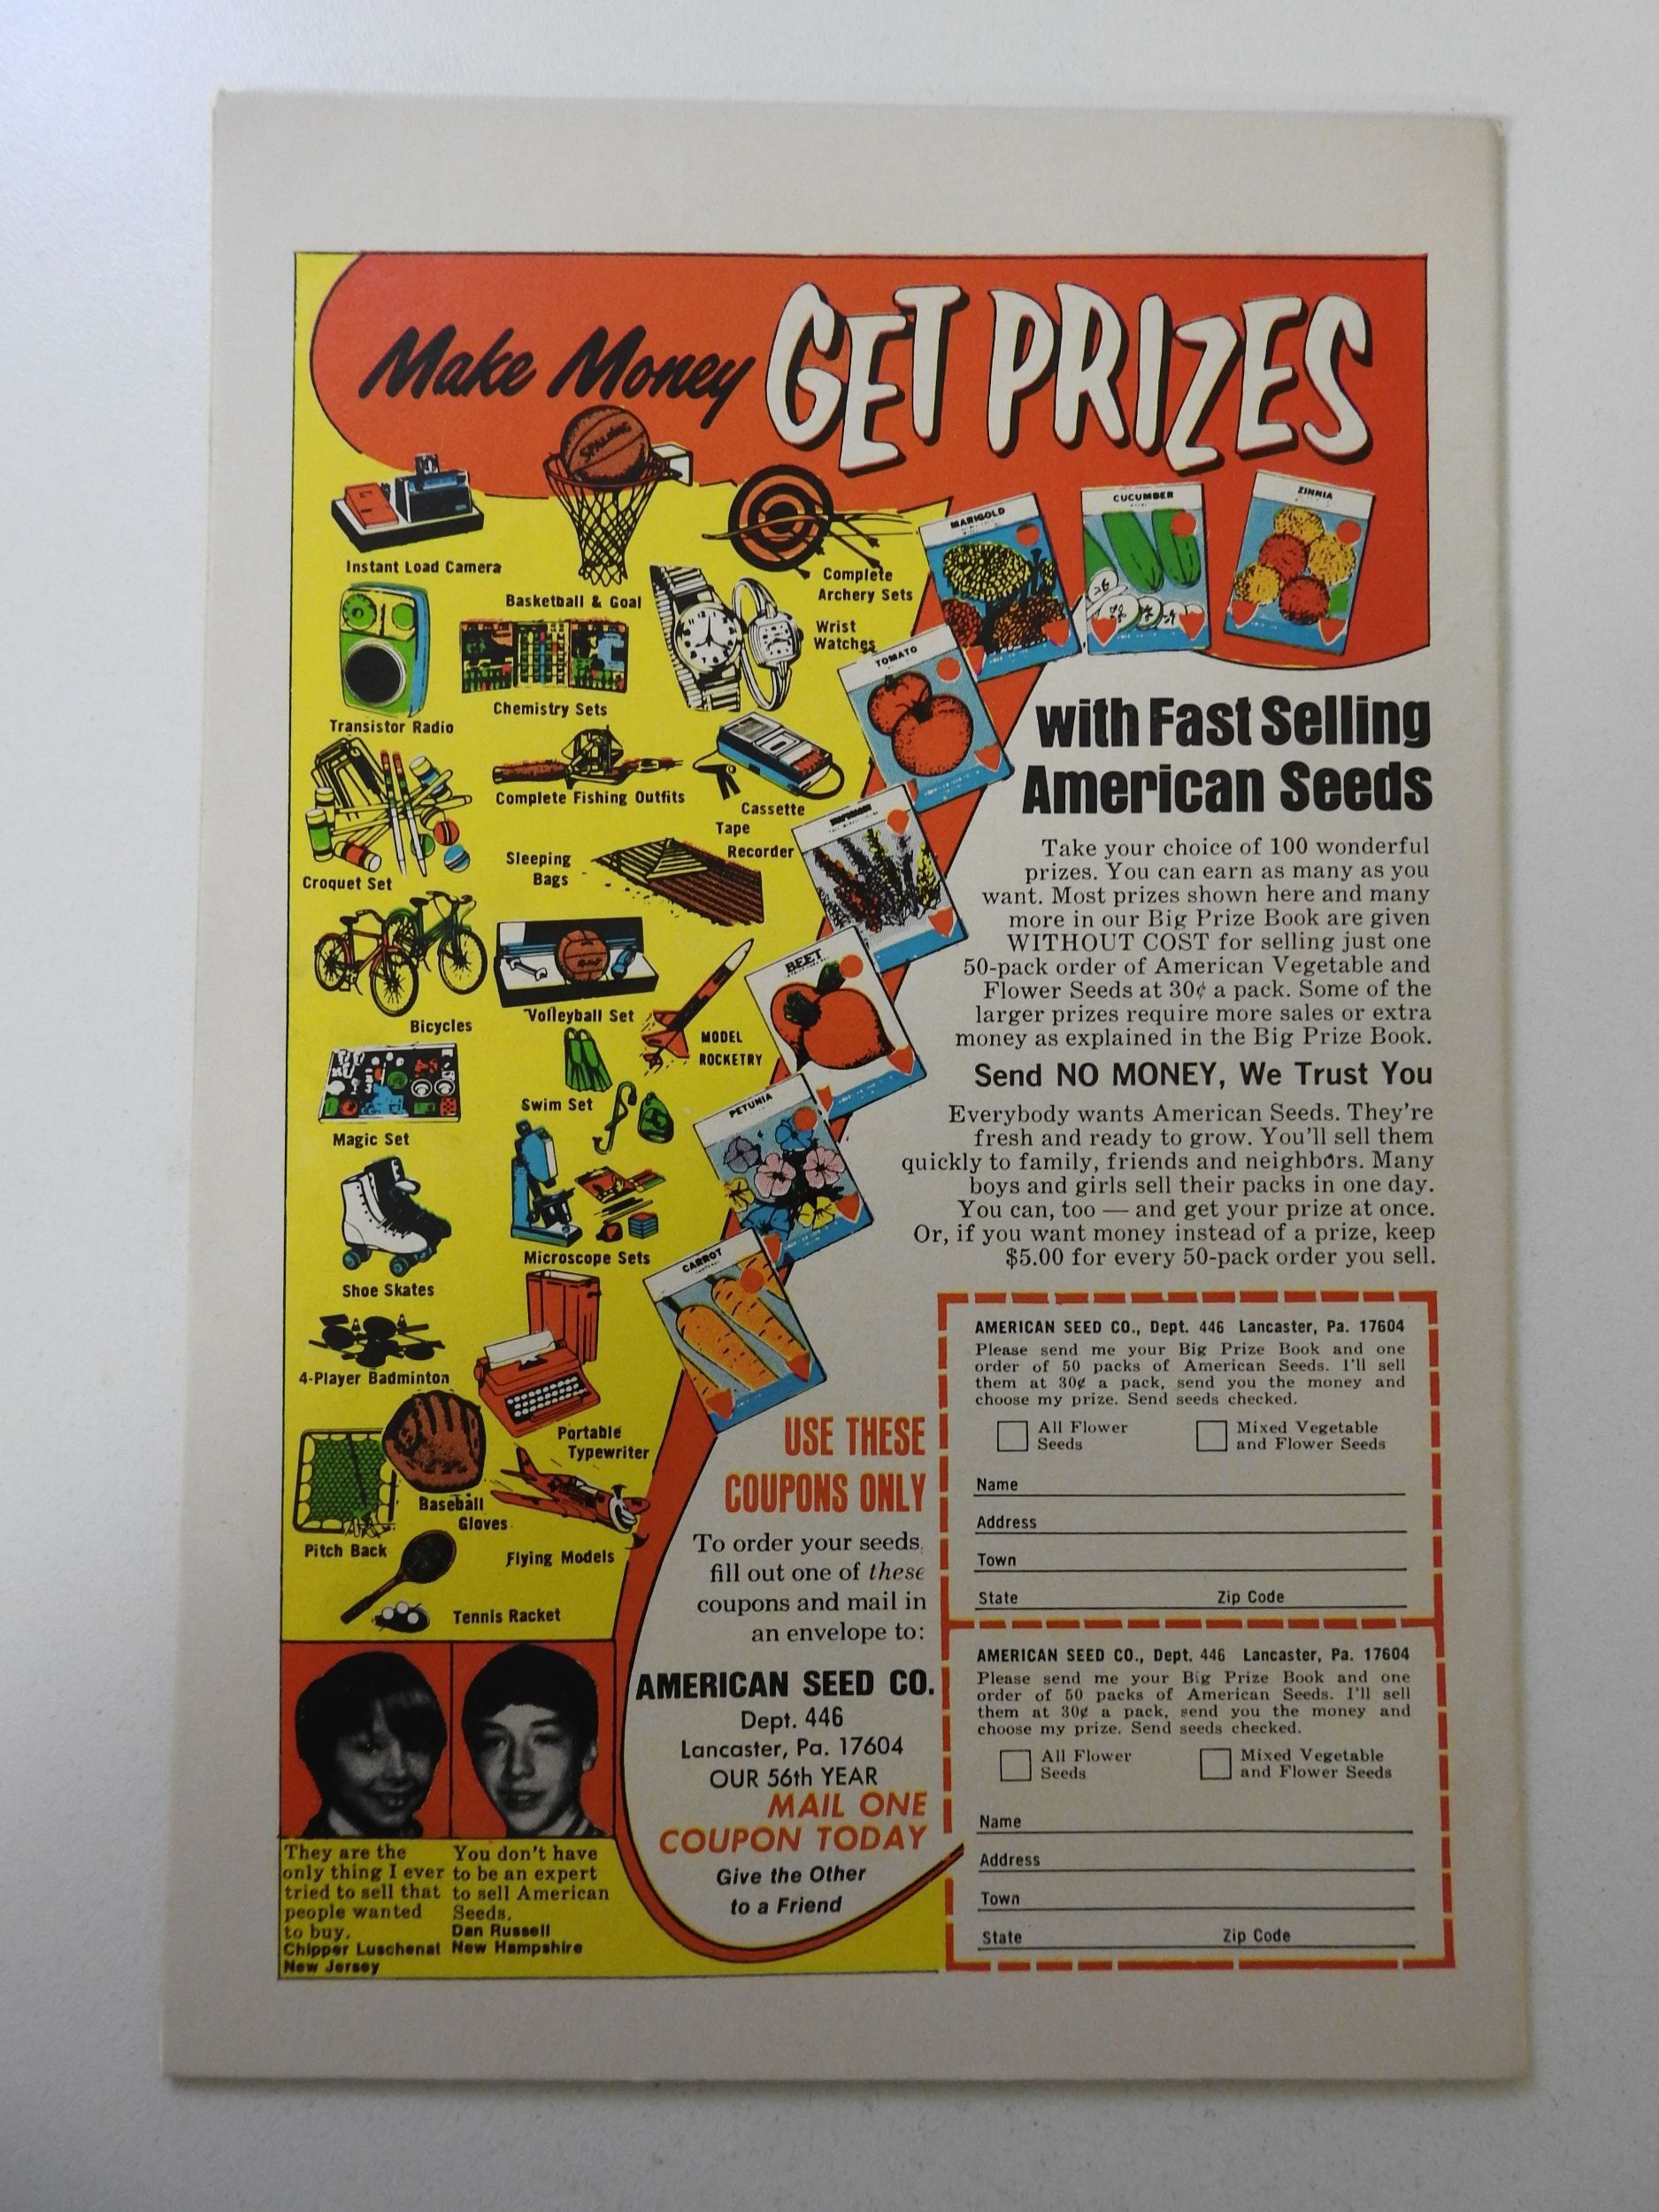 Make Money GET PRIZES
SPALDING
Instant Load Camera
Basketball & Goal
Complete
Archery Sets
Wrist
Watches
Transistor Radio
Chemistry Sets
Complete Fishing Outfits
Cassette
Tape
Recorder
Croquet Set
Sleeping
Bags
Bicycles
Volleyball Set
MODEL
ROCKETRY
Swim Set
Magic Set
Microscope Sets
Shoe Skates
4-Player Badminton
Portable
Typewriter
Baseball
Gloves
Pitch Back
Flying Models
Tennis Racket
MARIGOLD
CUCUMBER
ZINNIA
TOMATO
BEET
PETUNIA
CARROT
with Fast Selling
American Seeds
Take your choice of 100 wonderful
prizes. You can earn as many as you
want. Most prizes shown here and many
more in our Big Prize Book are given
WITHOUT COST for selling just one
50-pack order of American Vegetable and
Flower Seeds at 30¢ a pack. Some of the
larger prizes require more sales or extra
money as explained in the Big Prize Book.
Send NO MONEY, We Trust You
Everybody wants American Seeds. They're
fresh and ready to grow. You'll sell them
quickly to family, friends and neighbors. Many
boys and girls sell their packs in one day.
You can, too — and get your prize at once.
Or, if you want money instead of a prize, keep
$5.00 for every 50-pack order you sell.
USE THESE
COUPONS ONLY
To order your seeds,
fill out one of these
coupons and mail in
an envelope to:
AMERICAN SEED CO.
Dept. 446
Lancaster, Pa. 17604
OUR 56th YEAR
MAIL ONE
COUPON TODAY
Give the Other
to a Friend
AMERICAN SEED CO., Dept. 446 Lancaster, Pa. 17604
Please send me your Big Prize Book and one
order of 50 packs of American Seeds. I'll sell
them at 30¢ a pack, send you the money and
choose my prize. Send seeds checked.
All Flower
Seeds
Mixed Vegetable
and Flower Seeds
Name
Address
Town
State Zip Code
AMERICAN SEED CO., Dept. 446 Lancaster, Pa. 17604
Please send me your Big Prize Book and one
order of 50 packs of American Seeds. I'll sell
them at 30¢ a pack, send you the money and
choose my prize. Send seeds checked.
All Flower
Seeds
Mixed Vegetable
and Flower Seeds
Name
Address
Town
State Zip Code
They are the
only thing I ever
tried to sell that
people wanted
to buy.
Chipper Luschenat
New Jersey
You don't have
to be an expert
to sell American
Seeds.
Dan Russell
New Hampshire